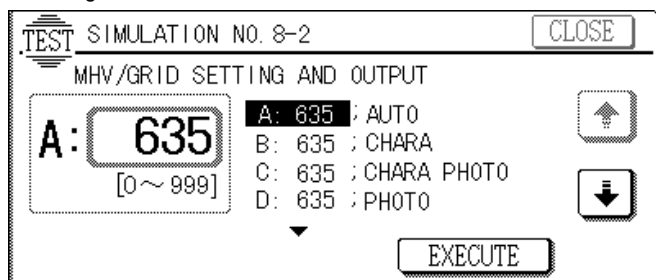 TEST SIMULATION NO. 8-2 CLOSE
MHV/GRID SETTING AND OUTPUT
A: 635
[0～999]
A: 635 ; AUTO
B: 635 ; CHARA
C: 635 ; CHARA PHOTO
D: 635 ; PHOTO
EXECUTE